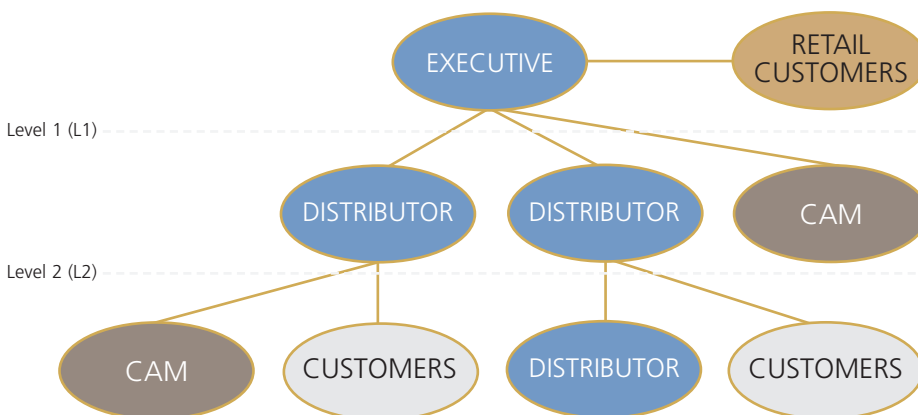 EXECUTIVE
RETAIL
CUSTOMERS
Level 1 (L1)
DISTRIBUTOR
DISTRIBUTOR
CAM
Level 2 (L2)
CAM
CUSTOMERS
DISTRIBUTOR
CUSTOMERS